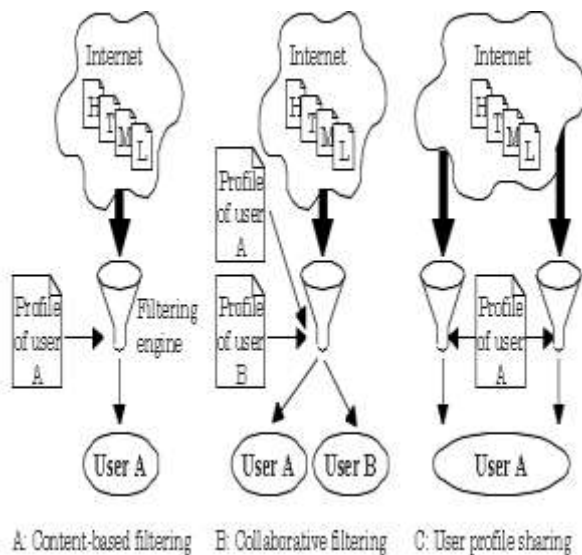 Internet
H
T
M
L
Profile
of user
A
Filtering
engine
User A
A: Content-based filtering
Internet
H
T
M
L
Profile
of user
A
Profile
of user
B
User A
User B
B: Collaborative filtering
Internet
H
T
M
L
Profile
of user
A
User A
C: User profile sharing